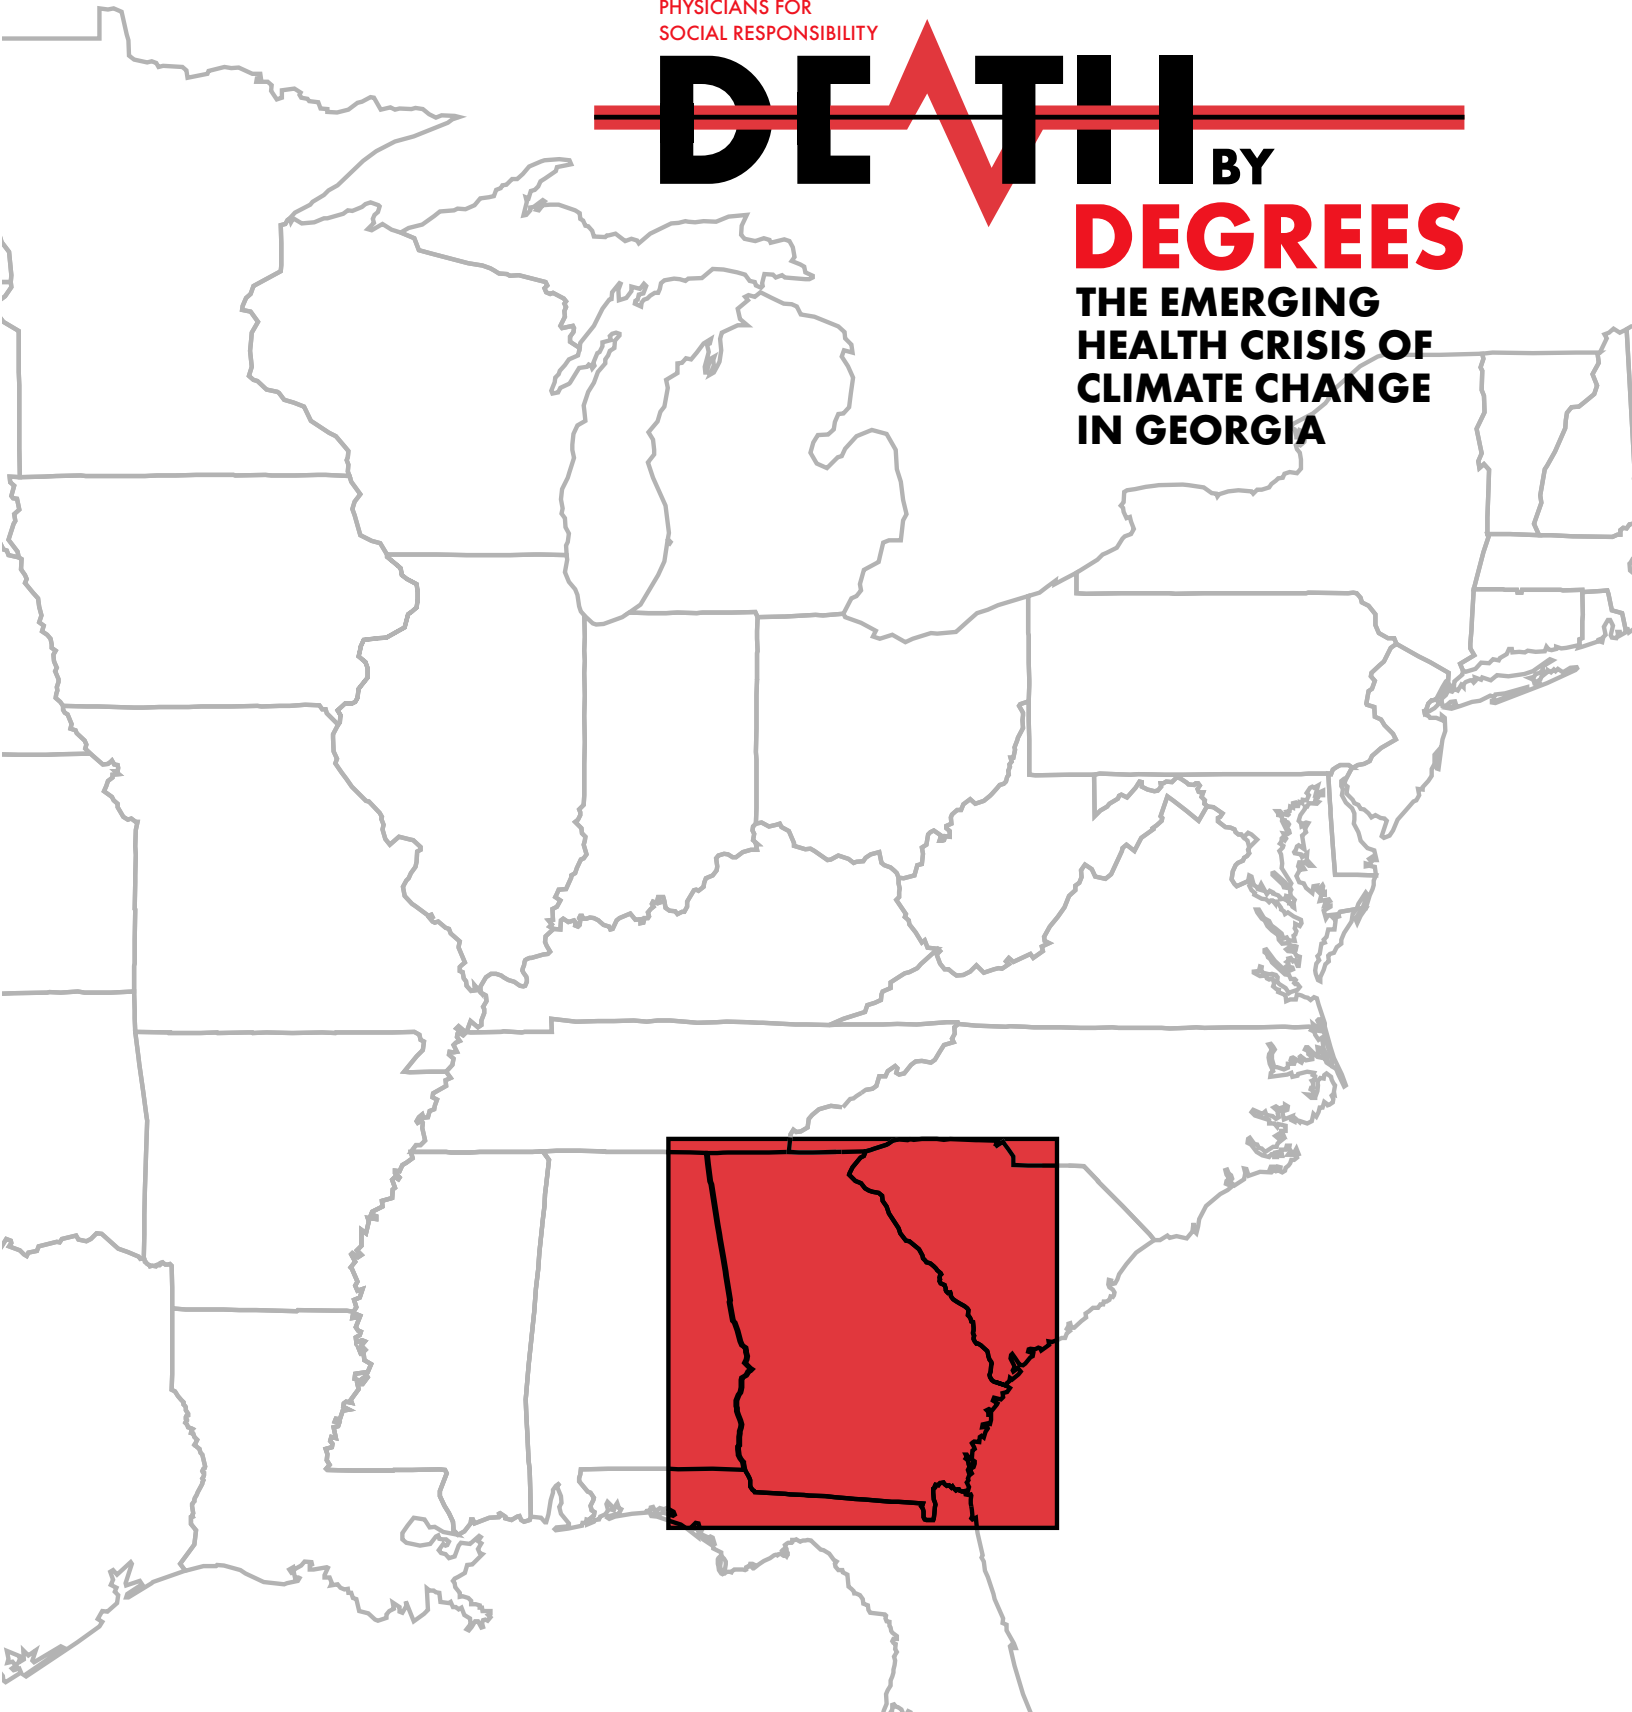 PHYSICIANS FOR
SOCIAL RESPONSIBILITY
DEATH BY
DEGREES
THE EMERGING
HEALTH CRISIS OF
CLIMATE CHANGE
IN GEORGIA